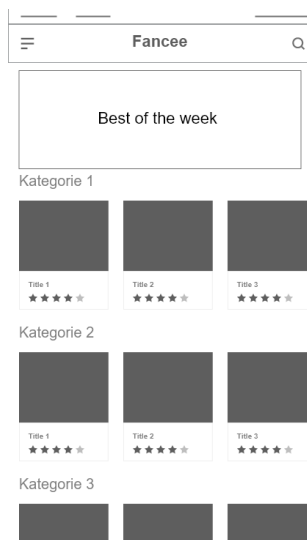 Fancee
Best of the week
Kategorie 1
Title 1 Title 2 Title 3
Kategorie 2
Title 1 Title 2 Title 3
Kategorie 3